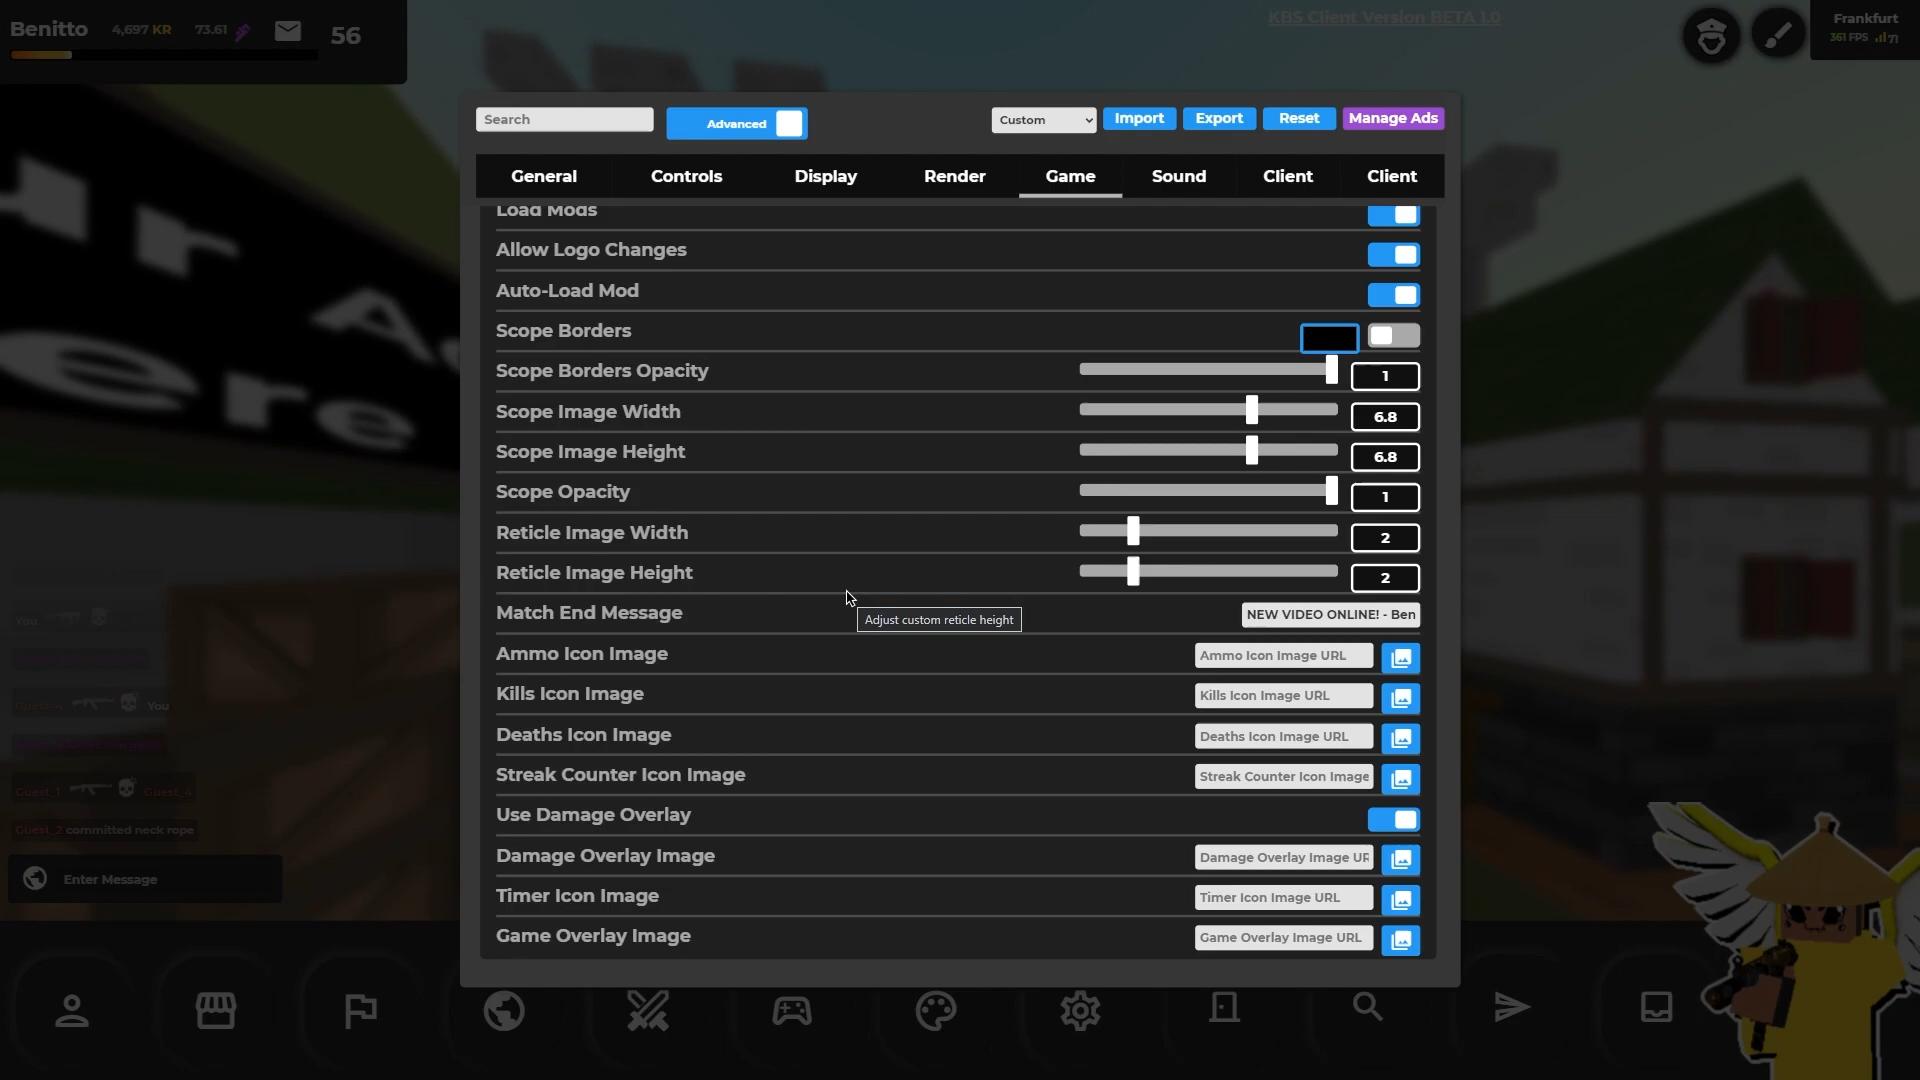 Benitto
4,697 KR
73.61
56
KBS Client Version BETA 1.0
Frankfurt
361 FPS
71
Search
Advanced
Custom
Import
Export
Reset
Manage Ads
General
Controls
Display
Render
Game
Sound
Client
Client
Load Mods
Allow Logo Changes
Auto-Load Mod
Scope Borders
Scope Borders Opacity
1
Scope Image Width
6.8
Scope Image Height
6.8
Scope Opacity
1
Reticle Image Width
2
Reticle Image Height
2
Adjust custom reticle height
Match End Message
NEW VIDEO ONLINE! - Ben
Ammo Icon Image
Ammo Icon Image URL
Kills Icon Image
Kills Icon Image URL
Deaths Icon Image
Deaths Icon Image URL
Streak Counter Icon Image
Streak Counter Icon Image
Use Damage Overlay
Damage Overlay Image
Damage Overlay Image UR
Timer Icon Image
Timer Icon Image URL
Game Overlay Image
Game Overlay Image URL
You
You
Guest_1
Guest_4
Guest_2 committed neck rope
Enter Message